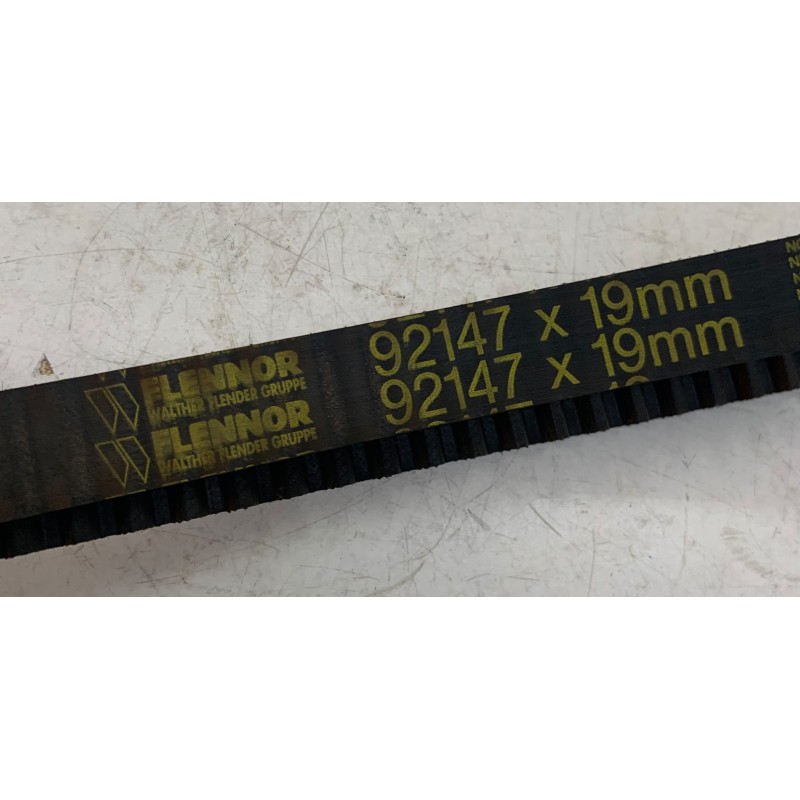 92147 x 19mm
FLENNOR
WALTHER FLENDER GRUPPE
92147 x 19mm
FLENNOR
WALTHER FLENDER GRUPPE